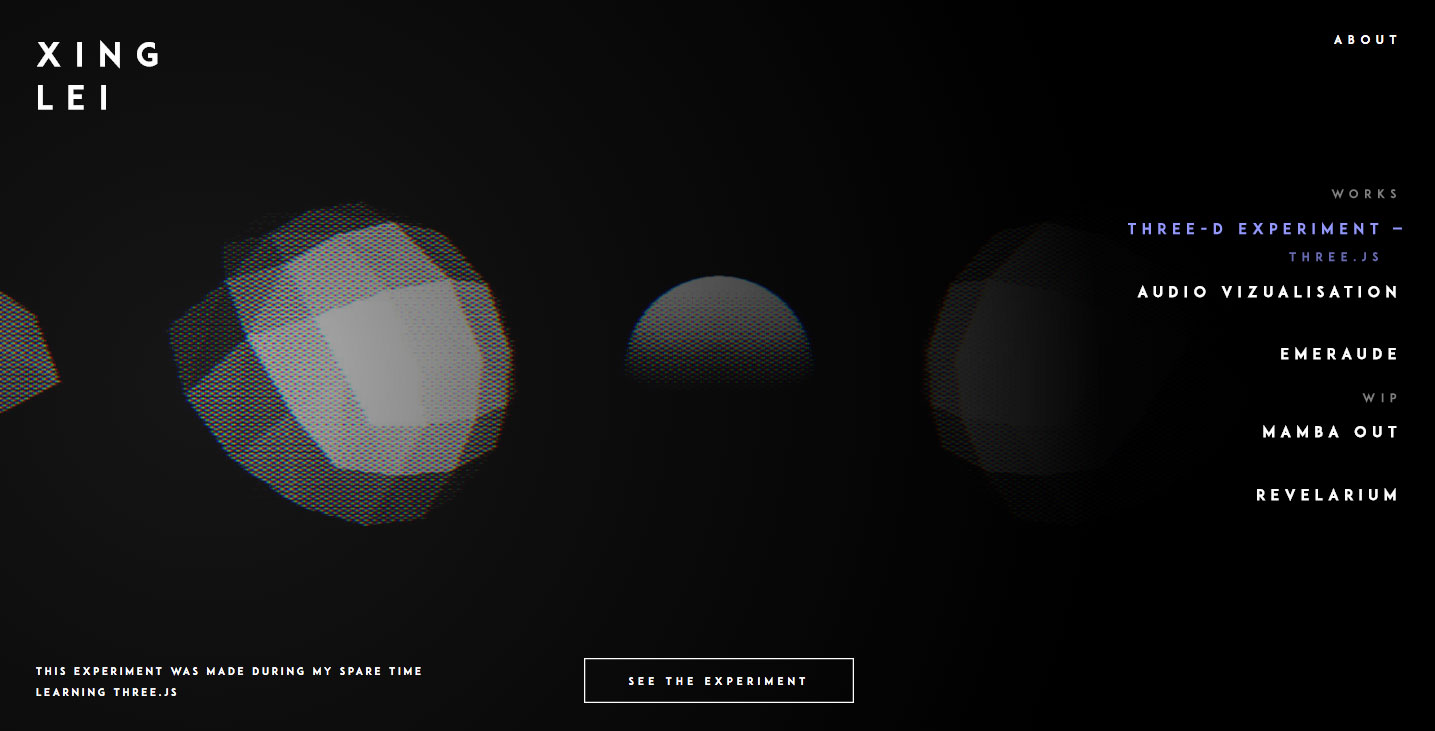 XING
LEI
ABOUT
WORKS
THREE-D EXPERIMENT –
THREE.JS
AUDIO VIZUALISATION
EMERAUDE
WIP
MAMBA OUT
REVELARIUM
THIS EXPERIMENT WAS MADE DURING MY SPARE TIME
LEARNING THREE.JS
SEE THE EXPERIMENT